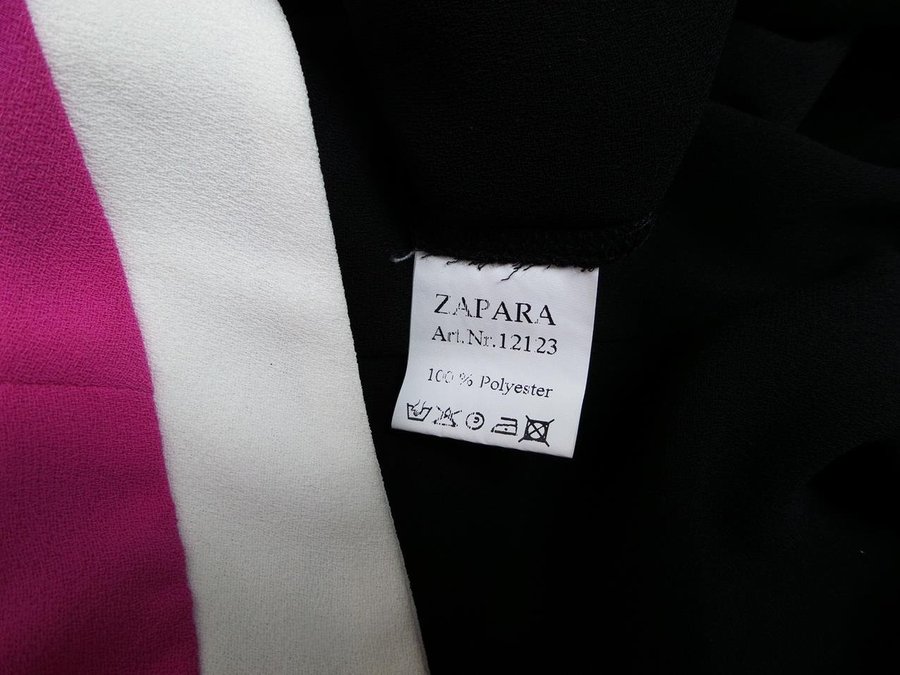 ZAPARA
Art.Nr.12123
100 % Polyester